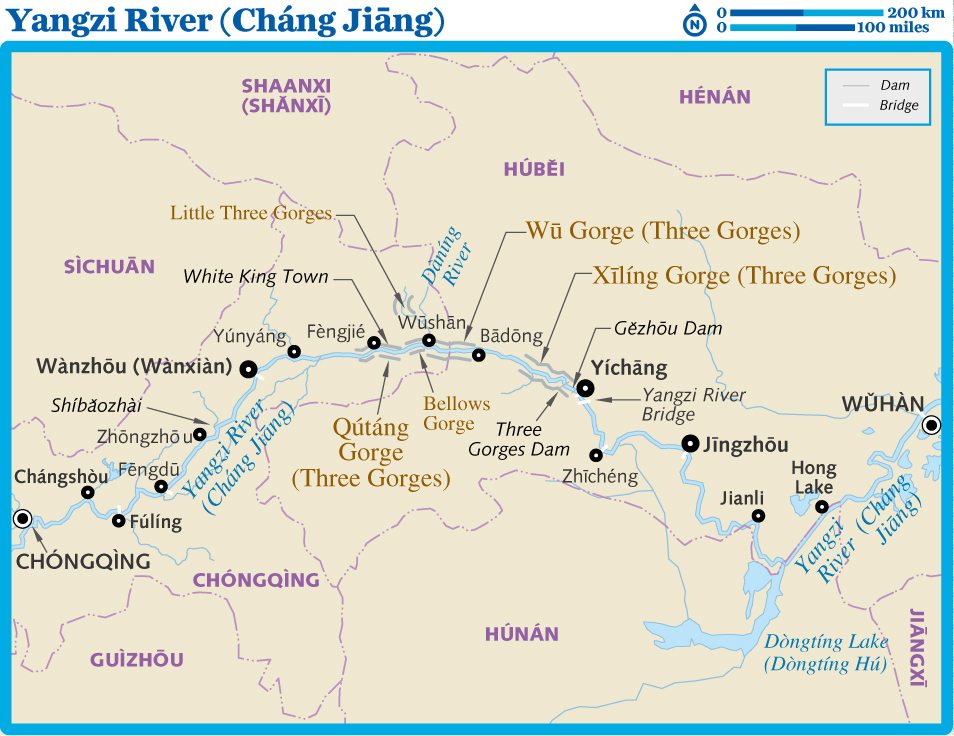 Yangzi River (Cháng Jiāng)
N
0 200 km
0 100 miles
Dam
Bridge
SHAANXI
(SHǍNXĪ)
HÉNÁN
HÚBĚI
Little Three Gorges
Wū Gorge (Three Gorges)
Dàníng
River
SÌCHUĀN
White King Town
Xīlíng Gorge (Three Gorges)
Yúnyáng
Fèngjié
Wūshān
Bādōng
Gězhōu Dam
Wànzhōu (Wànxiàn)
Yíchāng
Shíbǎozhài
Bellows
Gorge
Yangzi River
Bridge
WǓHÀN
Zhōngzhōu
Yangzi River
(Cháng Jiāng)
Qútáng
Gorge
(Three Gorges)
Three
Gorges Dam
Jīngzhōu
Chángshòu
Fēngdū
Zhīchéng
Hong
Lake
Jianli
Fúlíng
Yangzi
River (Cháng
Jiāng)
CHÓNGQÌNG
CHÓNGQÌNG
GUÌZHŌU
HÚNÁN
Dòngtíng Lake
(Dòngtíng Hú)
JIĀNGXĪ